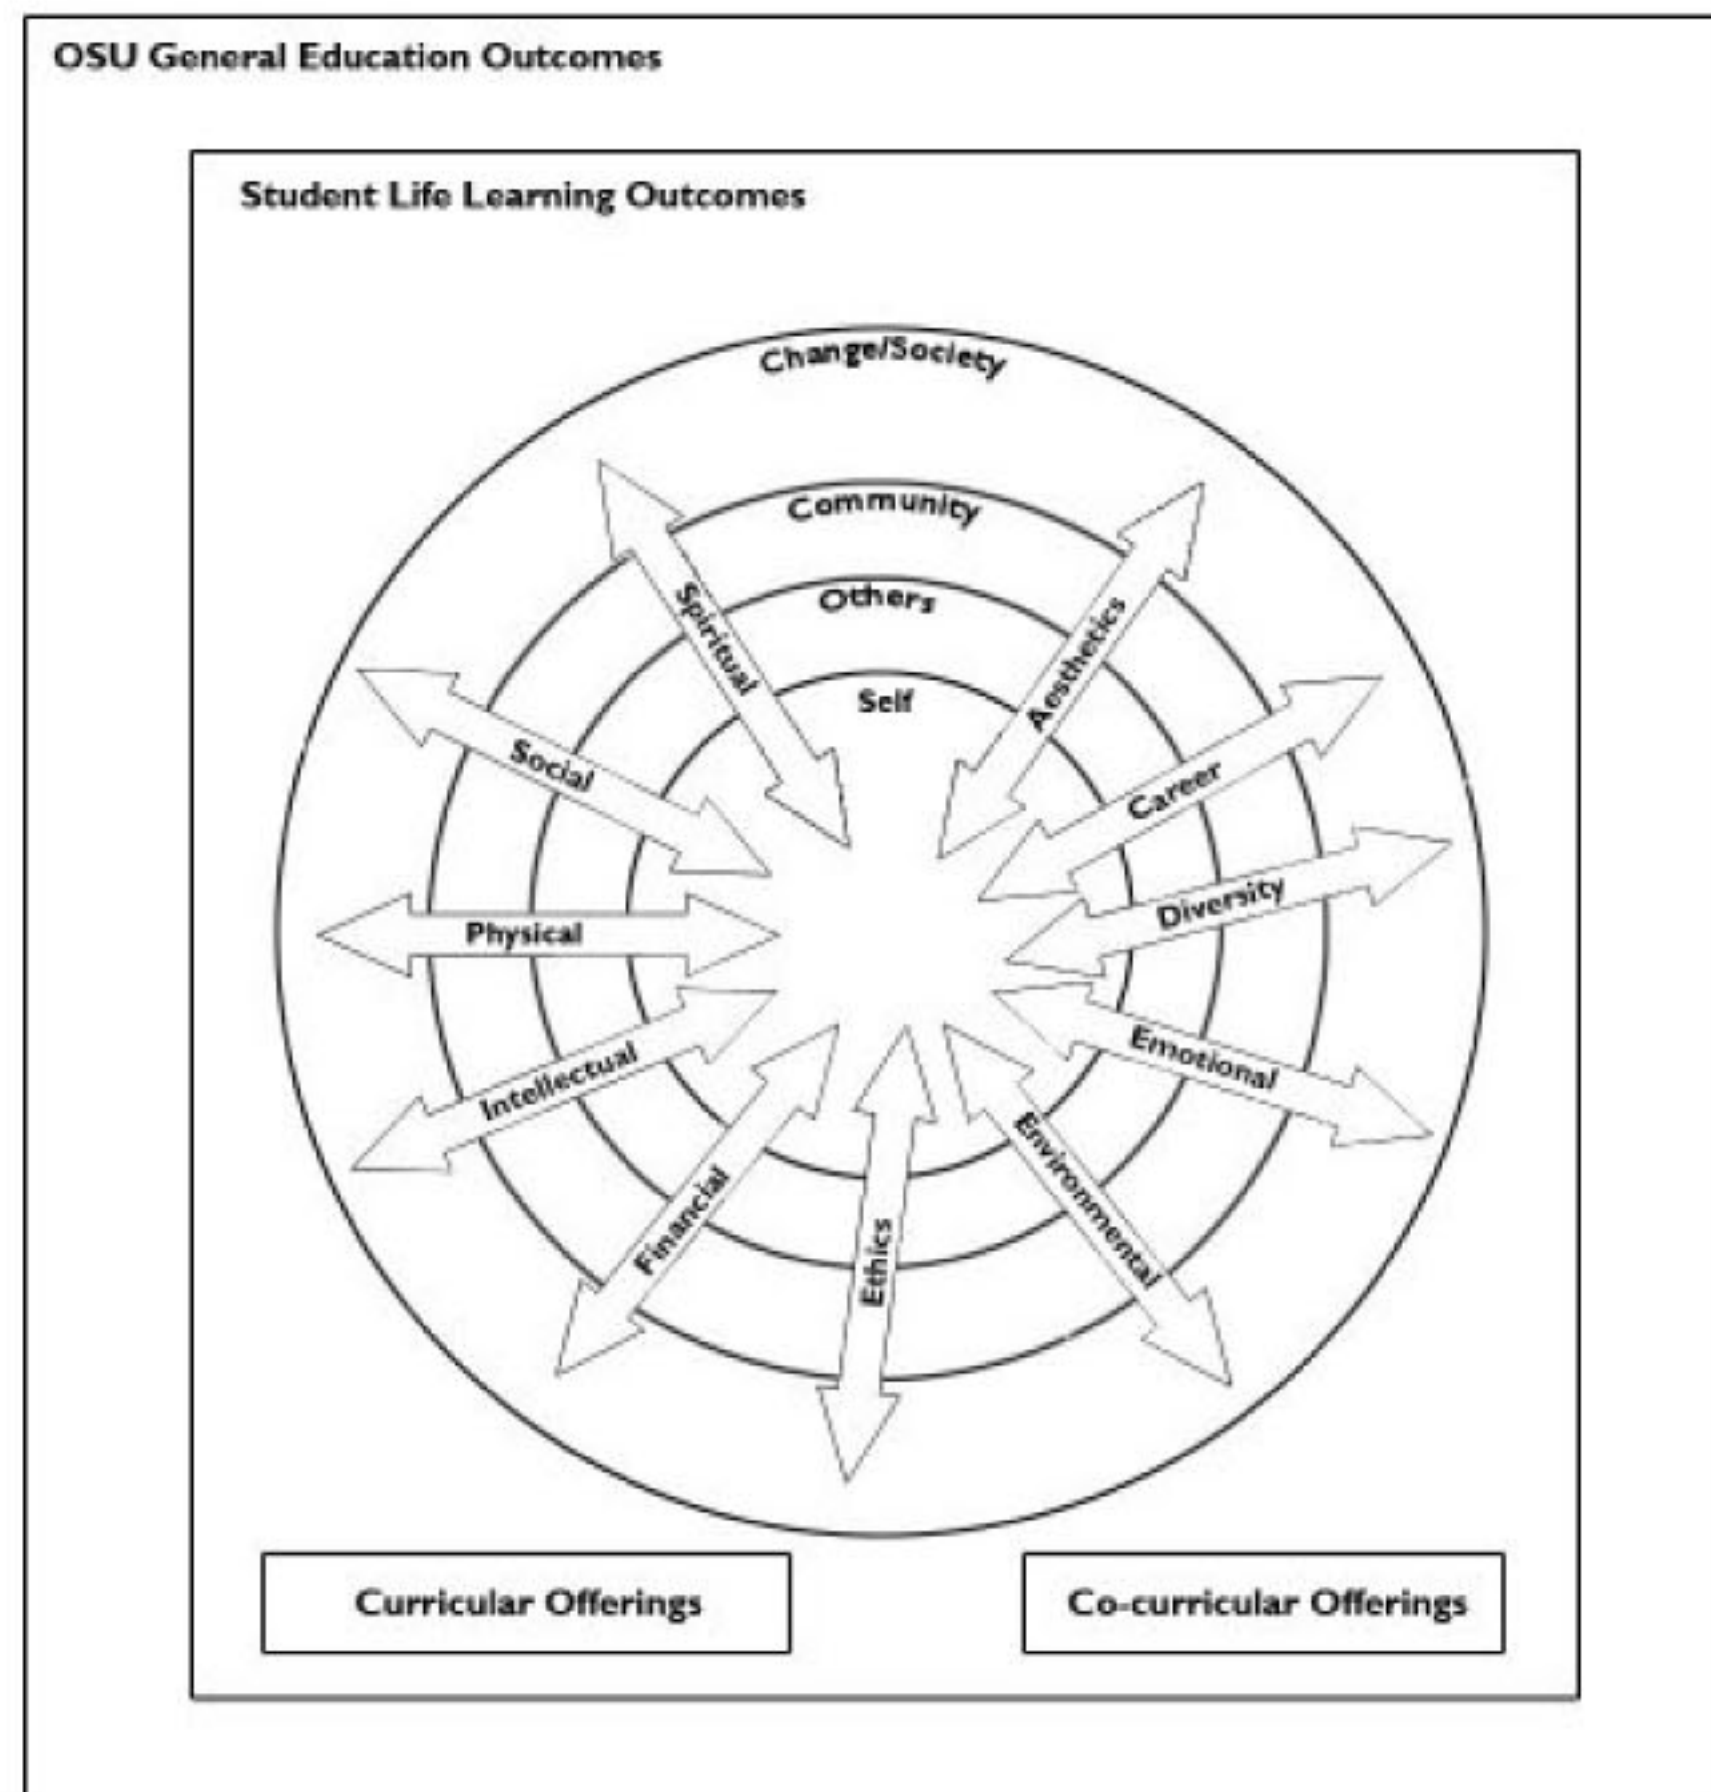 OSU General Education Outcomes
Student Life Learning Outcomes
Change/Society
Community
Others
Self
Spiritual
Aesthetics
Social
Career
Diversity
Physical
Emotional
Intellectual
Environmental
Financial
Ethics
Curricular Offerings
Co-curricular Offerings